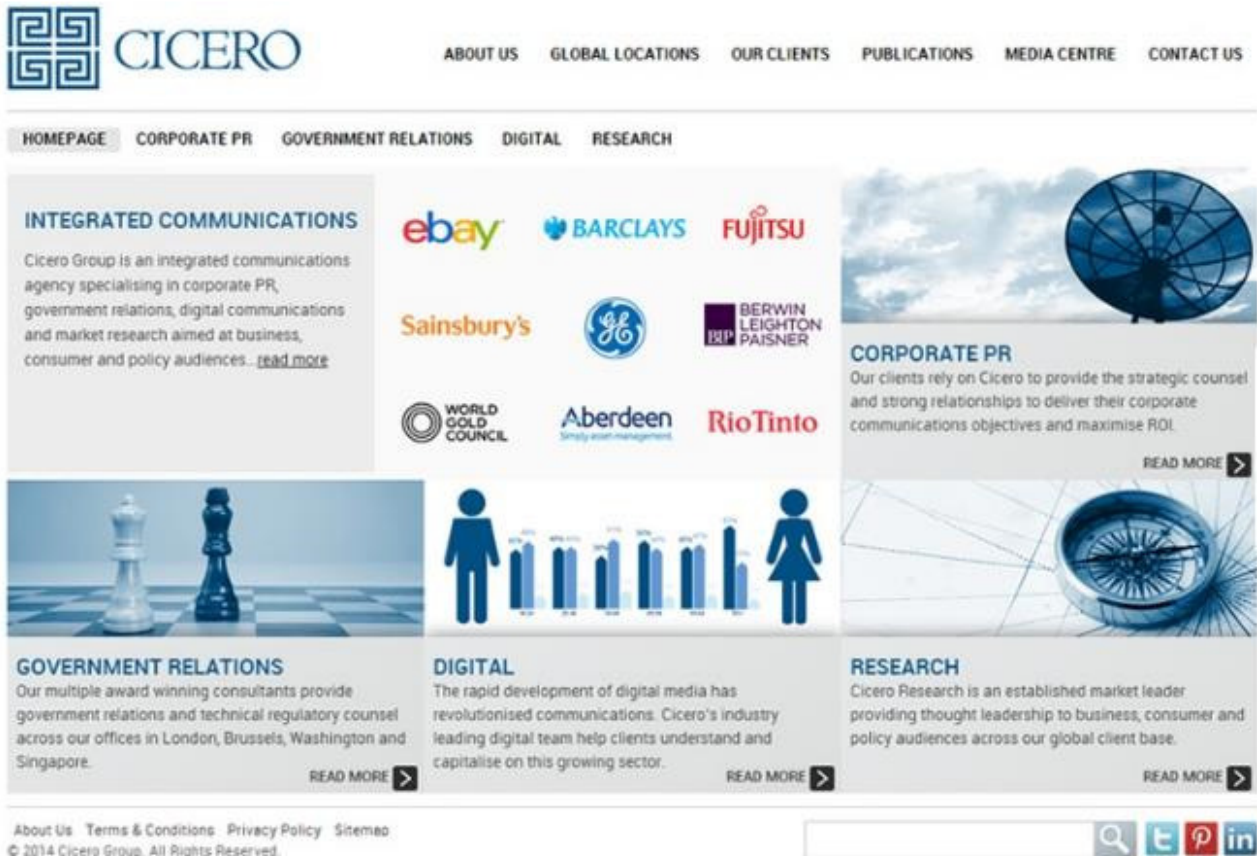 CICERO
ABOUT US GLOBAL LOCATIONS OUR CLIENTS PUBLICATIONS MEDIA CENTRE CONTACT US
HOMEPAGE CORPORATE PR GOVERNMENT RELATIONS DIGITAL RESEARCH
INTEGRATED COMMUNICATIONS
Cicero Group is an integrated communications
agency specialising in corporate PR,
government relations, digital communications
and market research aimed at business,
consumer and policy audiences...read more
ebay BARCLAYS FUJITSU
Sainsbury's GE BLP BERWIN
LEIGHTON
PAISNER
WORLD
GOLD
COUNCIL
Aberdeen
Simply asset management.
RioTinto
CORPORATE PR
Our clients rely on Cicero to provide the strategic counsel
and strong relationships to deliver their corporate
communications objectives and maximise ROI.
READ MORE
GOVERNMENT RELATIONS
Our multiple award winning consultants provide
government relations and technical regulatory counsel
across our offices in London, Brussels, Washington and
Singapore.
READ MORE
DIGITAL
The rapid development of digital media has
revolutionised communications. Cicero's industry
leading digital team help clients understand and
capitalise on this growing sector.
READ MORE
RESEARCH
Cicero Research is an established market leader
providing thought leadership to business, consumer and
policy audiences across our global client base.
READ MORE
About Us Terms & Conditions Privacy Policy Sitemap
© 2014 Cicero Group. All Rights Reserved.
in